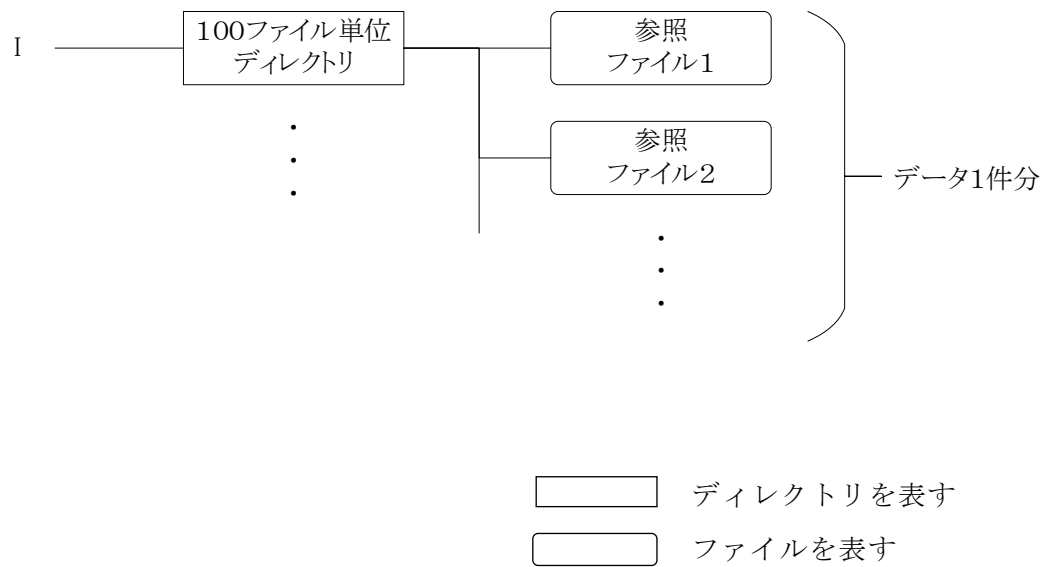 I
100ファイル単位
ディレクトリ
参照
ファイル1
参照
ファイル2
データ1件分
ディレクトリを表す
ファイルを表す